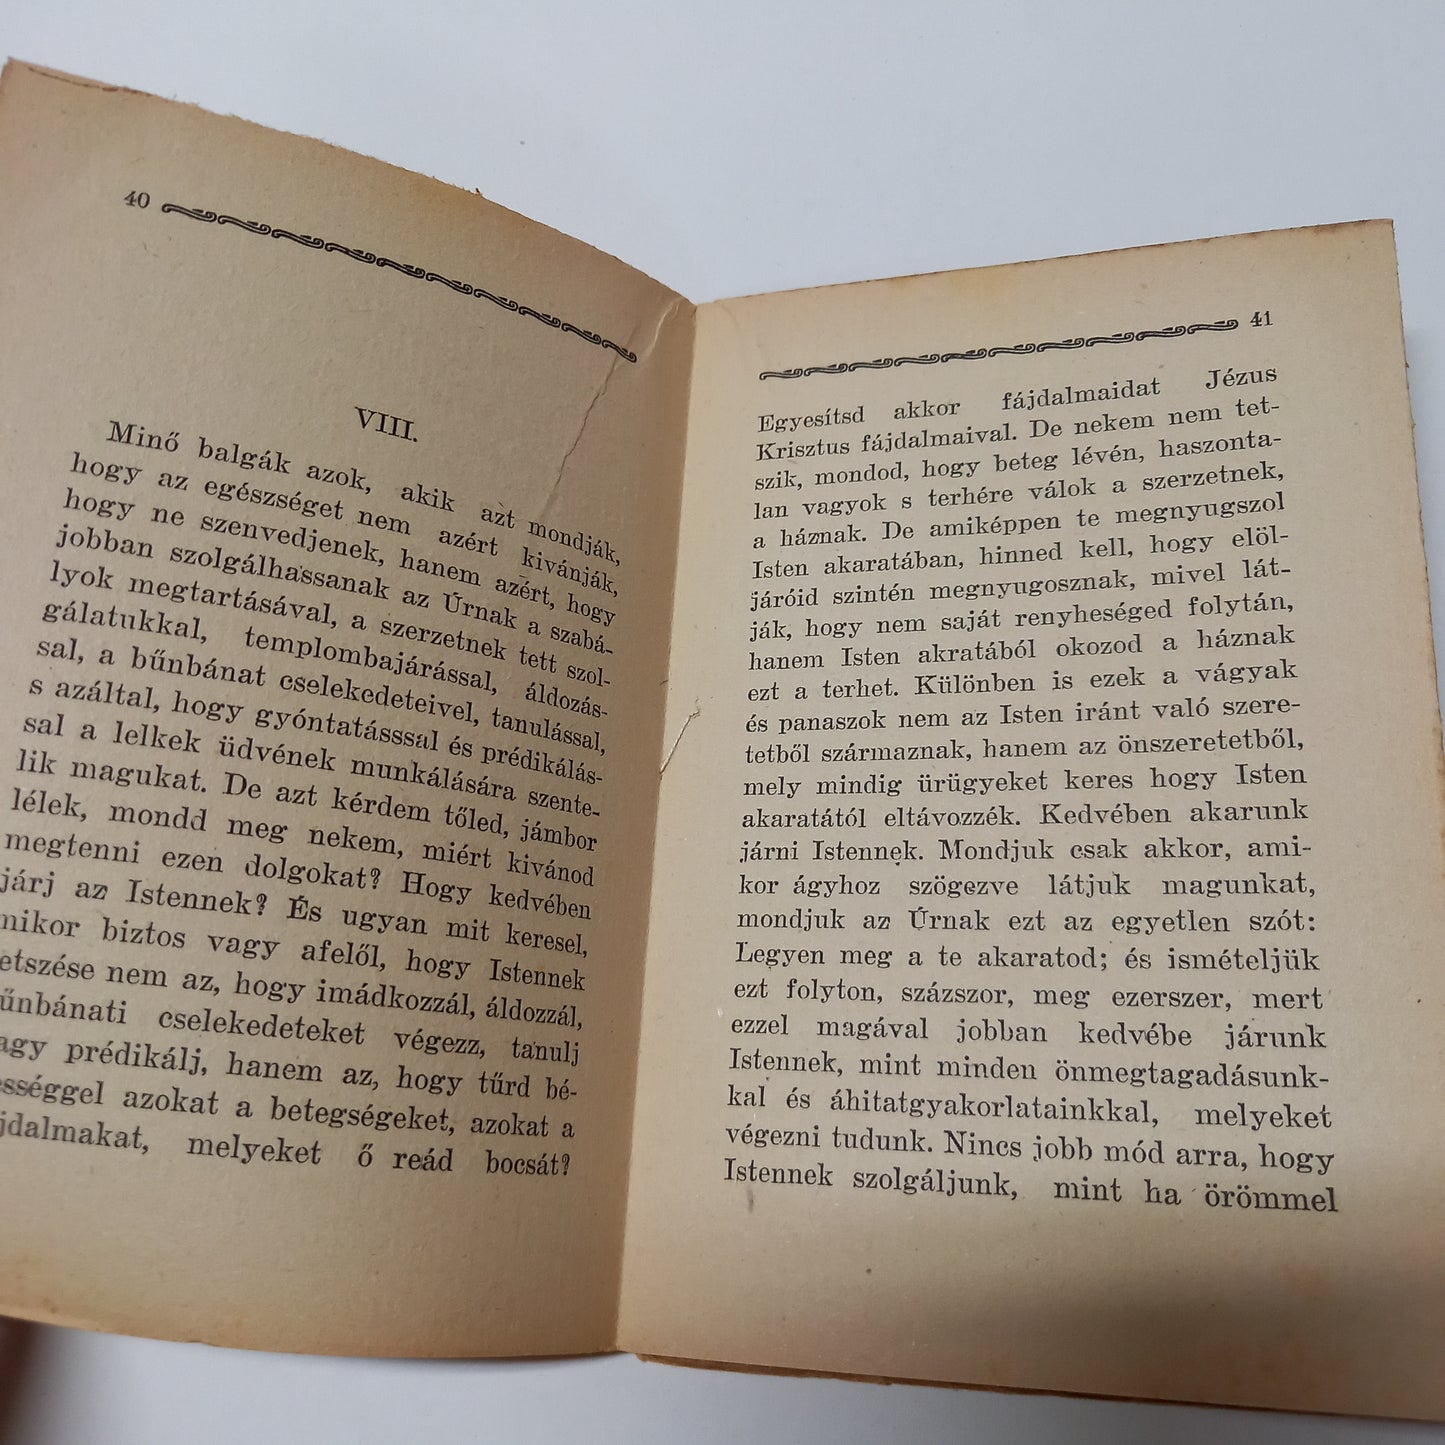 40
VIII.
Minő balgák azok, akik azt mondják,
hogy az egészséget nem azért kivánják,
hogy ne szenvedjenek, hanem azért, hogy
jobban szolgálhassanak az Úrnak a szabá-
lyok megtartásával, a szerzetnek tett szol-
gálatukkal, templombajárással, áldozás-
sal, a bűnbánat cselekedeteivel, tanulással,
s azáltal, hogy gyóntatásssal és prédikálás-
sal a lelkek üdvének munkálására szente-
lik magukat. De azt kérdem tőled, jámbor
lélek, mondd meg nekem, miért kivánod
megtenni ezen dolgokat? Hogy kedvében
járj az Istennek? És ugyan mit keresel,
mikor biztos vagy afelől, hogy Istennek
etszése nem az, hogy imádkozzál, áldozzál,
űnbánati cselekedeteket végezz, tanulj
agy prédikálj, hanem az, hogy tűrd bé-
ességgel azokat a betegségeket, azokat a
jdalmakat, melyeket ő reád bocsát?
41
Egyesítsd akkor fájdalmaidat Jézus
Krisztus fájdalmaival. De nekem nem tet-
szik, mondod, hogy beteg lévén, haszonta-
lan vagyok s terhére válok a szerzetnek,
a háznak. De amiképpen te megnyugszol
Isten akaratában, hinned kell, hogy elöl-
járóid szintén megnyugosznak, mivel lát-
ják, hogy nem saját renyheséged folytán,
hanem Isten akratából okozod a háznak
ezt a terhet. Különben is ezek a vágyak
és panaszok nem az Isten iránt való szere-
tetből származnak, hanem az önszeretetből,
mely mindig ürügyeket keres hogy Isten
akaratától eltávozzék. Kedvében akarunk
járni Istennek. Mondjuk csak akkor, ami-
kor ágyhoz szögezve látjuk magunkat,
mondjuk az Úrnak ezt az egyetlen szót:
Legyen meg a te akaratod; és ismételjük
ezt folyton, százszor, meg ezerszer, mert
ezzel magával jobban kedvébe járunk
Istennek, mint minden önmegtagadásunk-
kal és áhitatgyakorlatainkkal, melyeket
végezni tudunk. Nincs jobb mód arra, hogy
Istennek szolgáljunk, mint ha örömmel